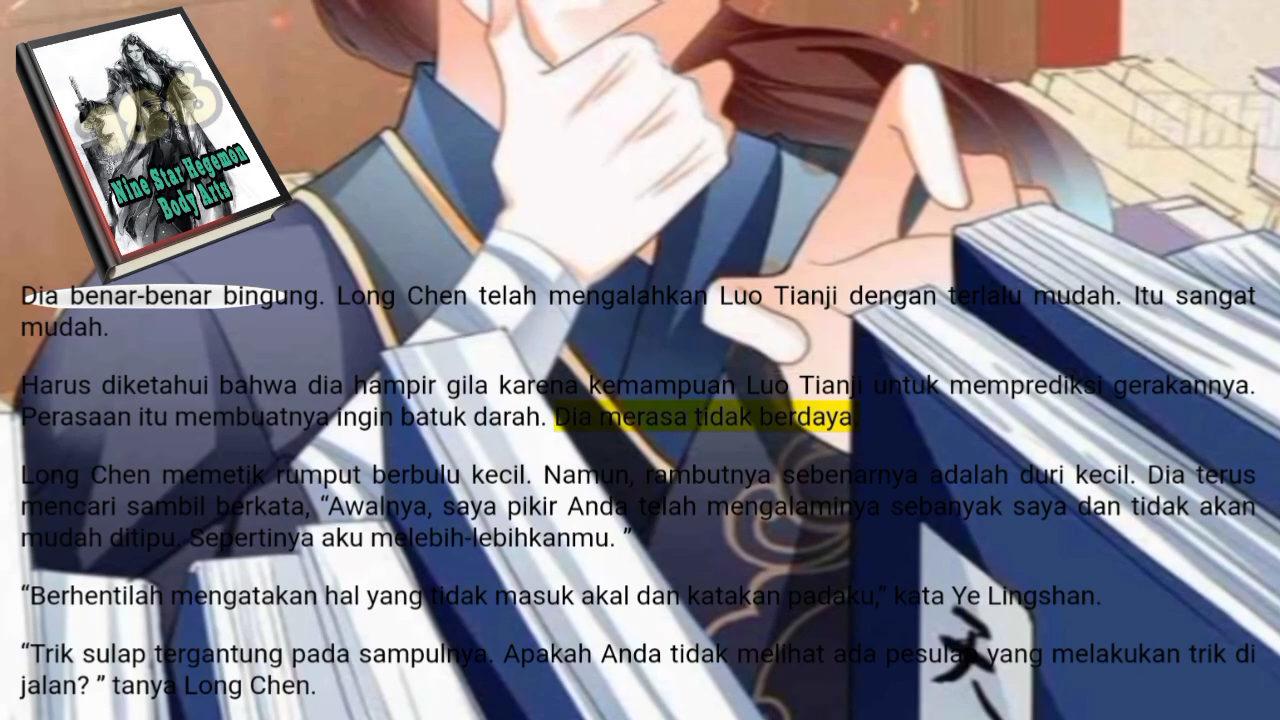 Nine Star Hegemon
Body Arts
Dia benar-benar bingung. Long Chen telah mengalahkan Luo Tianji dengan terlalu mudah. Itu sangat
mudah.
Harus diketahui bahwa dia hampir gila karena kemampuan Luo Tianji untuk memprediksi gerakannya.
Perasaan itu membuatnya ingin batuk darah. Dia merasa tidak berdaya.
Long Chen memetik rumput berbulu kecil. Namun, rambutnya sebenarnya adalah duri kecil. Dia terus
mencari sambil berkata, “Awalnya, saya pikir Anda telah mengalaminya sebanyak saya dan tidak akan
mudah ditipu. Sepertinya aku melebih-lebihkanmu. ”
“Berhentilah mengatakan hal yang tidak masuk akal dan katakan padaku,” kata Ye Lingshan.
“Trik sulap tergantung pada sampulnya. Apakah Anda tidak melihat ada pesulap yang melakukan trik di
jalan? ” tanya Long Chen.